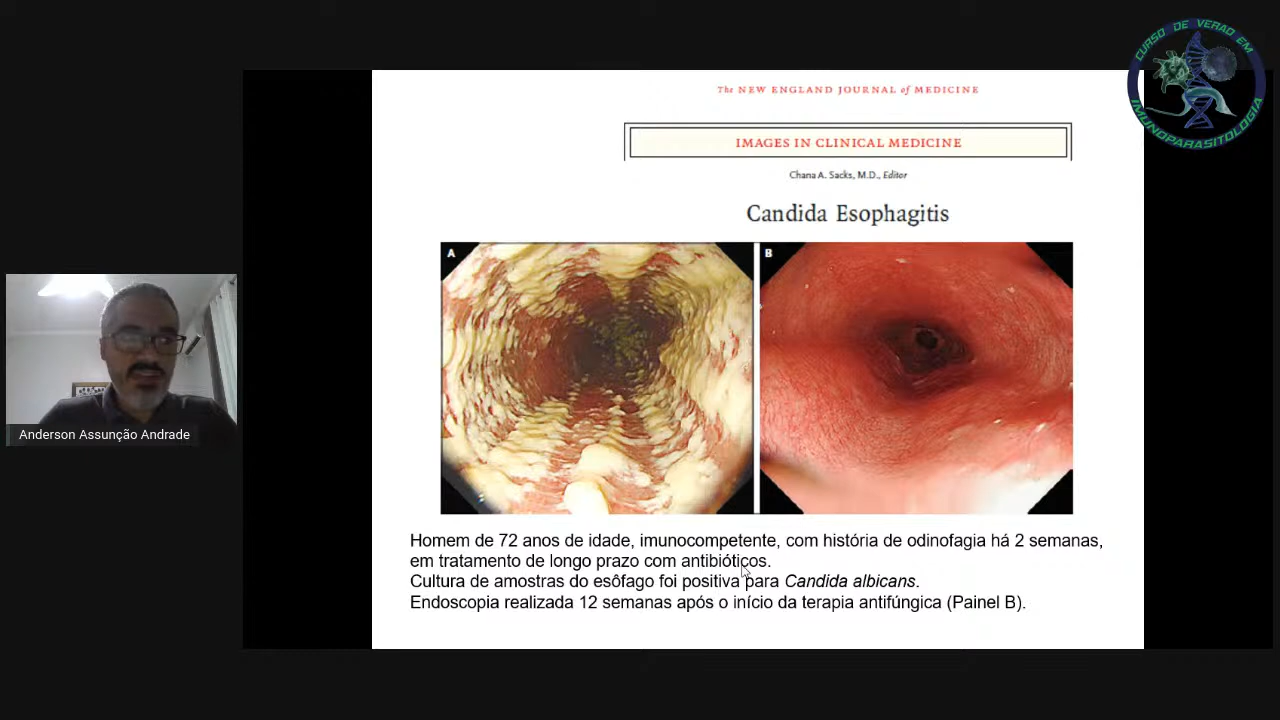 CURSO DE VERÃO EM
IMUNOPARASITOLOGIA
The NEW ENGLAND JOURNAL of MEDICINE
IMAGES IN CLINICAL MEDICINE
Chana A. Sacks, M.D., Editor
Candida Esophagitis
A
B
Anderson Assunção Andrade
Homem de 72 anos de idade, imunocompetente, com história de odinofagia há 2 semanas,
em tratamento de longo prazo com antibióticos.
Cultura de amostras do esôfago foi positiva para Candida albicans.
Endoscopia realizada 12 semanas após o início da terapia antifúngica (Painel B).